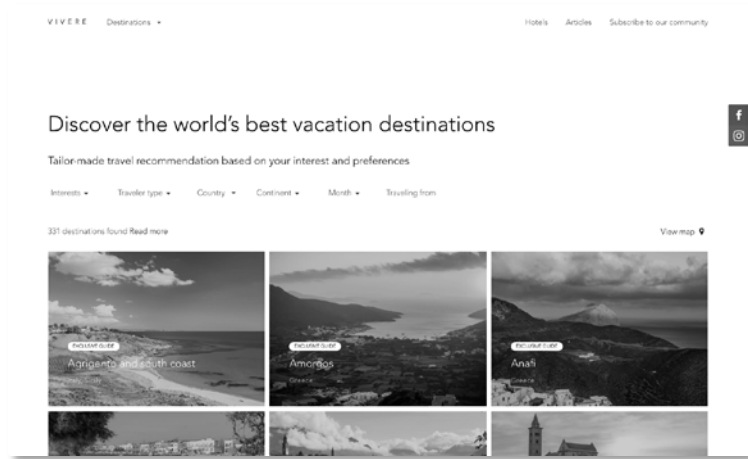 VIVERE Destinations Hotels Articles Subscribe to our community
Discover the world's best vacation destinations
Tailor-made travel recommendation based on your interest and preferences
Interests Traveler type Country Continent Month Traveling from
331 destinations found Read more View map
EXCLUSIVE GUIDE EXCLUSIVE GUIDE EXCLUSIVE GUIDE
Agrigento and south coast Amorgos Anafi
Greece Greece